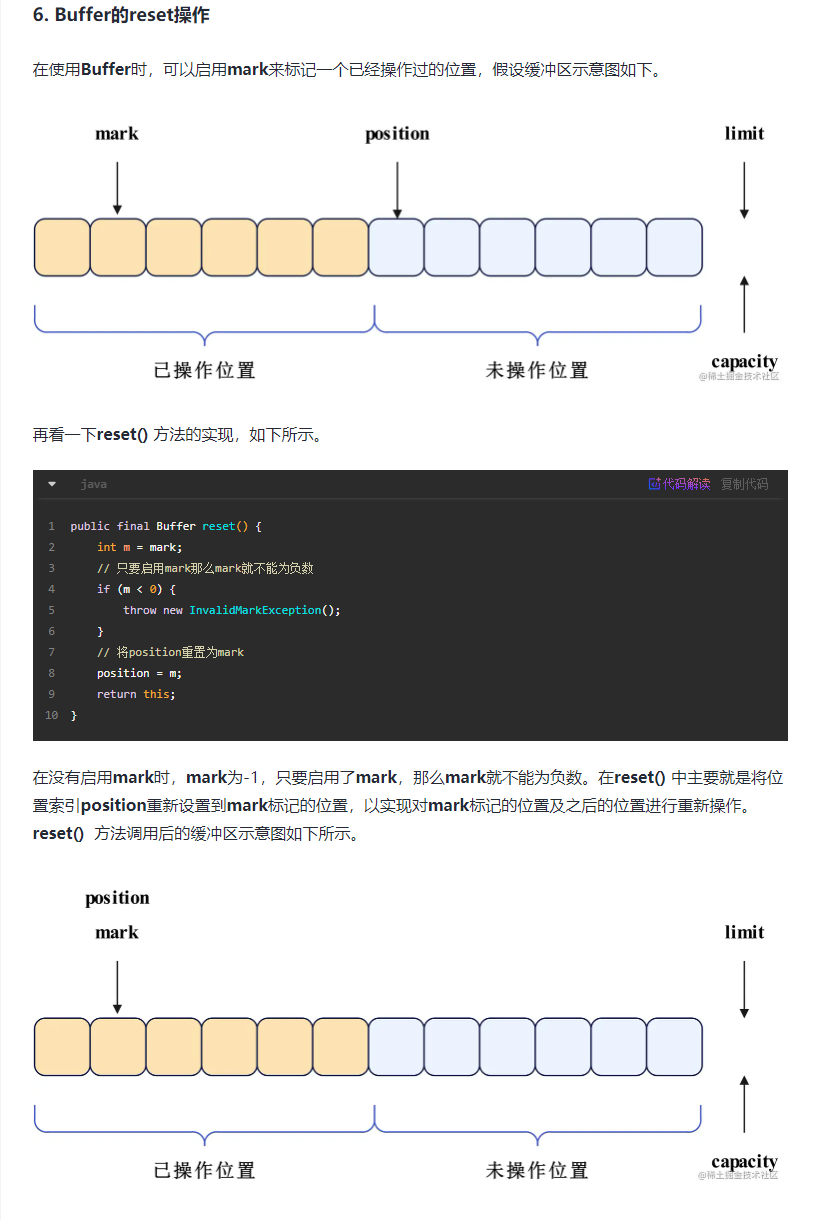 6. Buffer的reset操作
在使用Buffer时，可以启用mark来标记一个已经操作过的位置，假设缓冲区示意图如下。
mark position limit
已操作位置 未操作位置 capacity
@稀土掘金技术社区
再看一下reset() 方法的实现，如下所示。
java 代码解读 复制代码
1 public final Buffer reset() {
2 int m = mark;
3 // 只要启用mark那么mark就不能为负数
4 if (m < 0) {
5 throw new InvalidMarkException();
6 }
7 // 将position重置为mark
8 position = m;
9 return this;
10 }
在没有启用mark时，mark为-1，只要启用了mark，那么mark就不能为负数。在reset() 中主要就是将位
置索引position重新设置到mark标记的位置，以实现对mark标记的位置及之后的位置进行重新操作。
reset() 方法调用后的缓冲区示意图如下所示。
position
mark limit
已操作位置 未操作位置 capacity
@稀土掘金技术社区